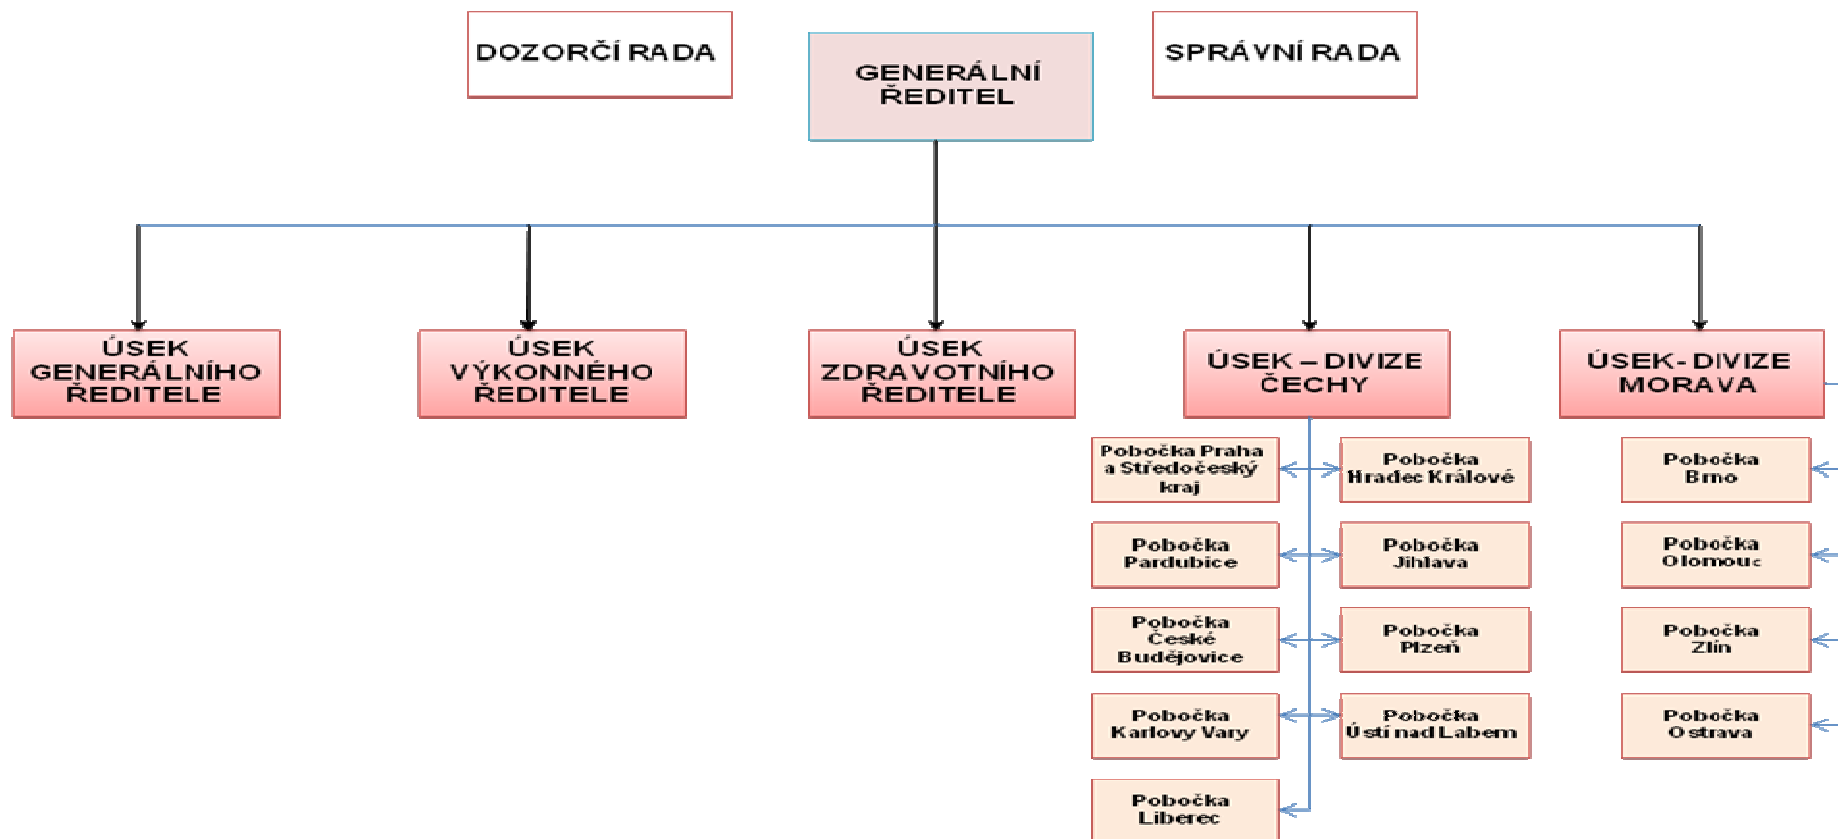 DOZORČÍ RADA
GENERÁLNÍ
ŘEDITEL
SPRÁVNÍ RADA
ÚSEK
GENERÁLNÍHO
ŘEDITELE
ÚSEK
VÝKONNÉHO
ŘEDITELE
ÚSEK
ZDRAVOTNÍHO
ŘEDITELE
ÚSEK – DIVIZE
ČECHY
ÚSEK- DIVIZE
MORAVA
Pobočka Praha
a Středočeský
kraj
Pobočka
Hradec Králové
Pobočka
Brno
Pobočka
Pardubice
Pobočka
Jihlava
Pobočka
Olomouc
Pobočka
České
Budějovice
Pobočka
Plzeň
Pobočka
Zlín
Pobočka
Karlovy Vary
Pobočka
Ústí nad Labem
Pobočka
Ostrava
Pobočka
Liberec